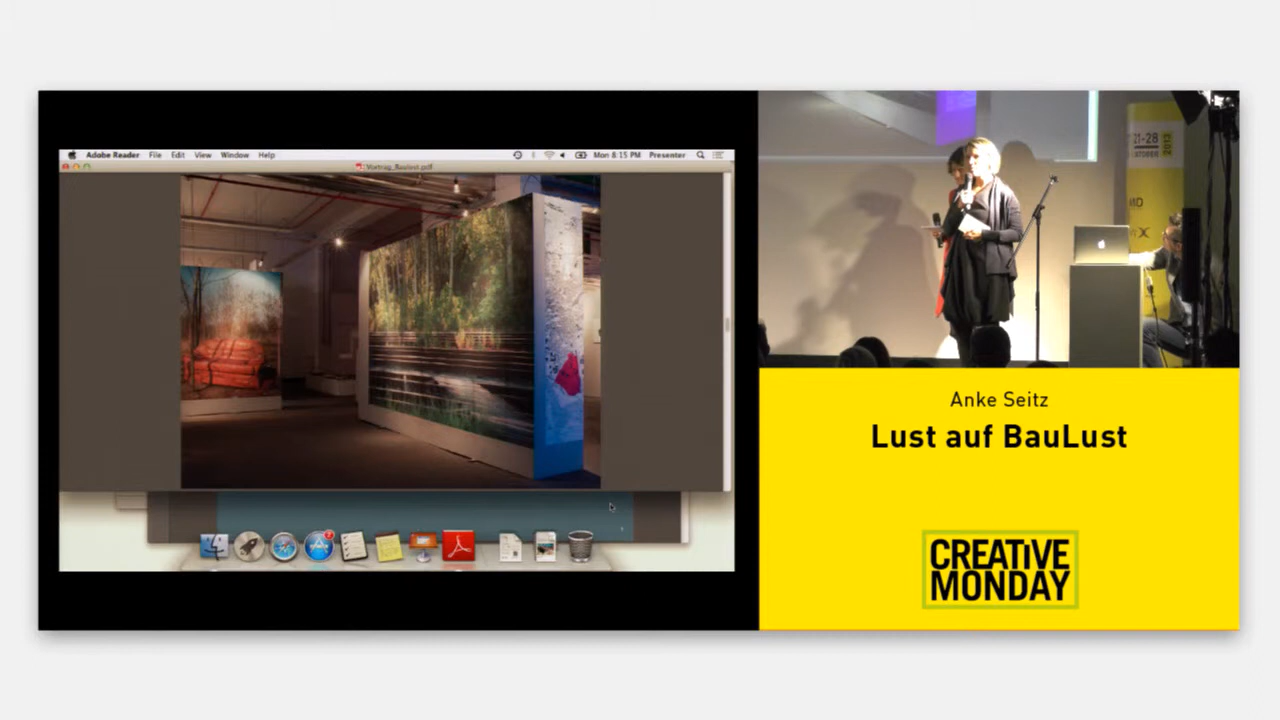 Adobe Reader File Edit View Window Help
Mon 8:15 PM Presenter
Vortrag_Baulust.pdf
21-28
OKTOBER 2013
Anke Seitz
Lust auf BauLust
CREATIVE
MONDAY